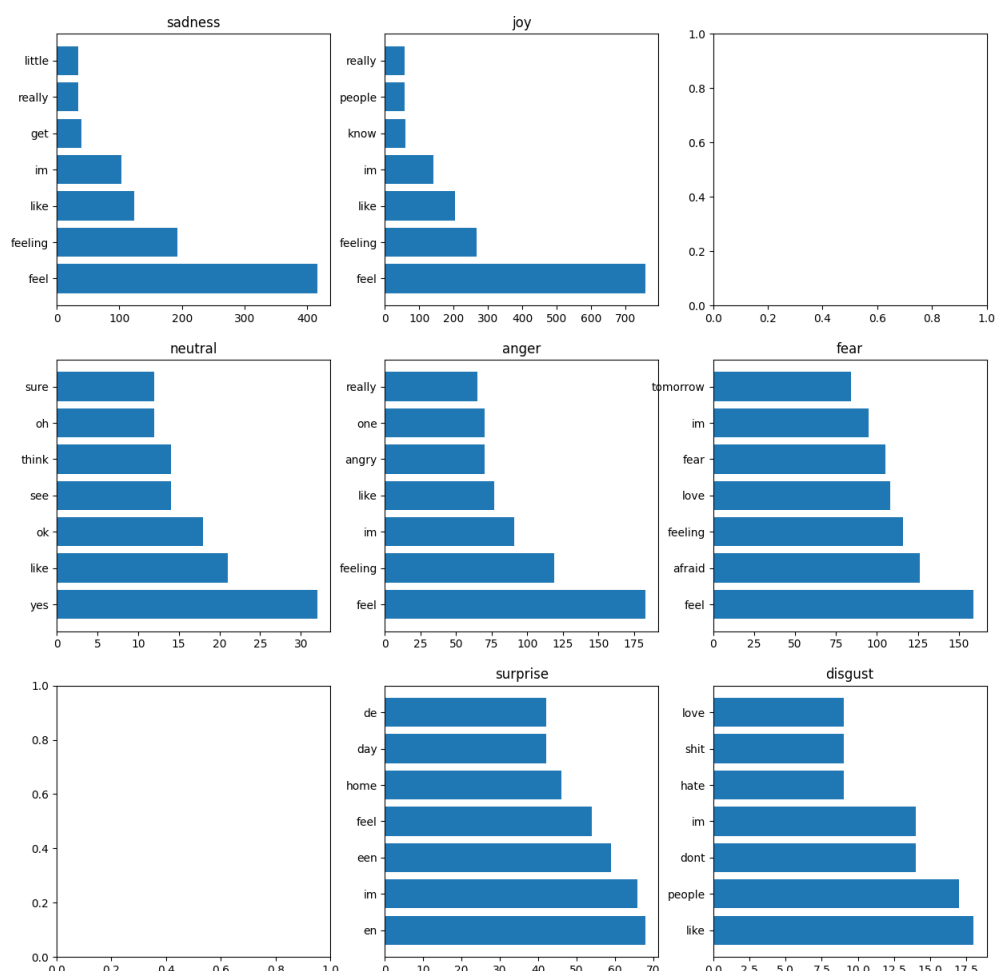 sadness
little
really
get
im
like
feeling
feel
0 100 200 300 400
joy
really
people
know
im
like
feeling
feel
0 100 200 300 400 500 600 700
1.0
0.8
0.6
0.4
0.2
0.0
0.0 0.2 0.4 0.6 0.8 1.0
neutral
sure
oh
think
see
ok
like
yes
0 5 10 15 20 25 30
anger
really
one
angry
like
im
feeling
feel
0 25 50 75 100 125 150 175
fear
tomorrow
im
fear
love
feeling
afraid
feel
0 25 50 75 100 125 150
1.0
0.8
0.6
0.4
0.2
0.0
0.0 0.2 0.4 0.6 0.8 1.0
surprise
de
day
home
feel
een
im
en
0 10 20 30 40 50 60 70
disgust
love
shit
hate
im
dont
people
like
0.0 2.5 5.0 7.5 10.0 12.5 15.0 17.5